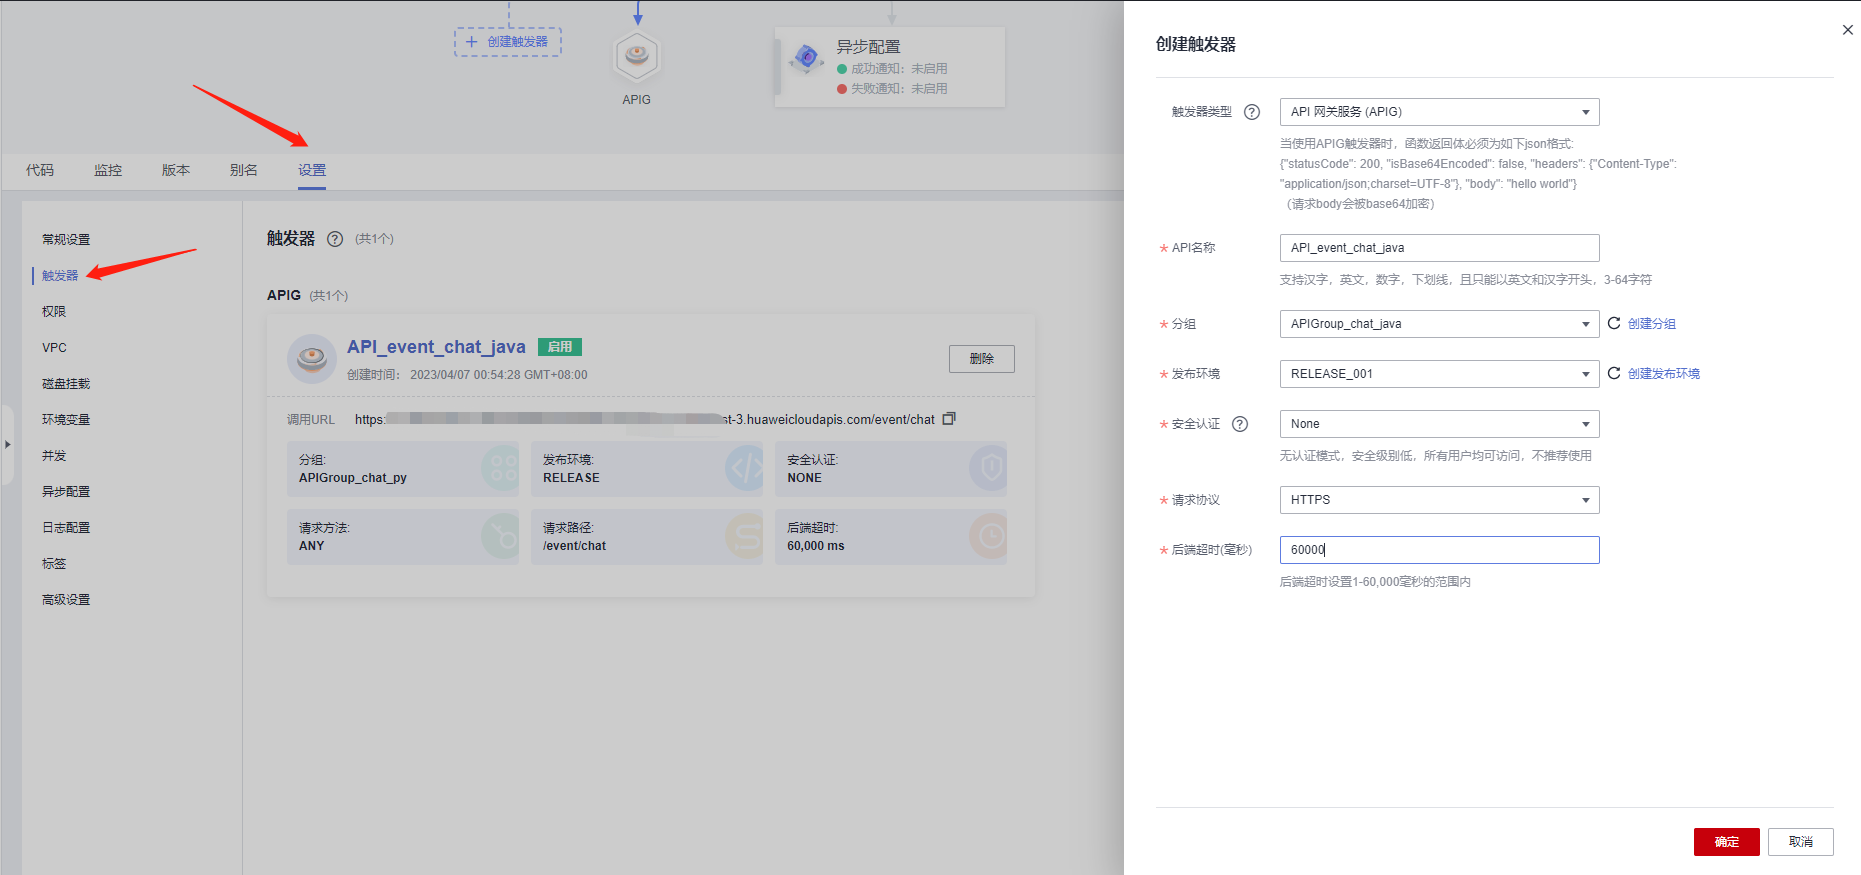 创建触发器
APIG
异步配置
成功通知：未启用
失败通知：未启用
代码
监控
版本
别名
设置
常规设置
触发器
权限
VPC
磁盘挂载
环境变量
并发
异步配置
日志配置
标签
高级设置
触发器 ? (共1个)
APIG (共1个)
API_event_chat_java 启用
创建时间： 2023/04/07 00:54:28 GMT+08:00
删除
调用URL https: st-3.huaweicloudapis.com/event/chat
分组:
APIGroup_chat_py
发布环境:
RELEASE
安全认证:
NONE
请求方法:
ANY
请求路径:
/event/chat
后端超时:
60,000 ms
创建触发器
触发器类型 ? API 网关服务 (APIG)
当使用APIG触发器时，函数返回体必须为如下json格式:
{"statusCode": 200, "isBase64Encoded": false, "headers": {"Content-Type":
"application/json;charset=UTF-8"}, "body": "hello world"}
（请求body会被base64加密）
* API名称 API_event_chat_java
支持汉字，英文，数字，下划线，且只能以英文和汉字开头，3-64字符
* 分组 APIGroup_chat_java 创建分组
* 发布环境 RELEASE_001 创建发布环境
* 安全认证 ? None
无认证模式，安全级别低，所有用户均可访问，不推荐使用
* 请求协议 HTTPS
* 后端超时(毫秒) 60000
后端超时设置1-60,000毫秒的范围内
确定
取消